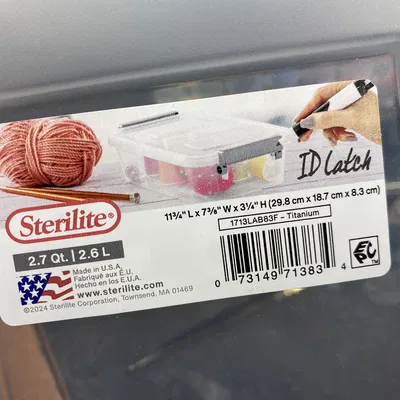 ID Latch
Sterilite®
11¾" L x 7⅜" W x 3¼" H (29.8 cm x 18.7 cm x 8.3 cm)
1713LAB83F – Titanium
2.7 Qt. | 2.6 L
Made in U.S.A.
Fabriqué aux É.U.
Hecho en los E.U.A.
www.sterilite.com
©2024 Sterilite Corporation, Townsend, MA 01469
0 73149 71383 4
EPC™